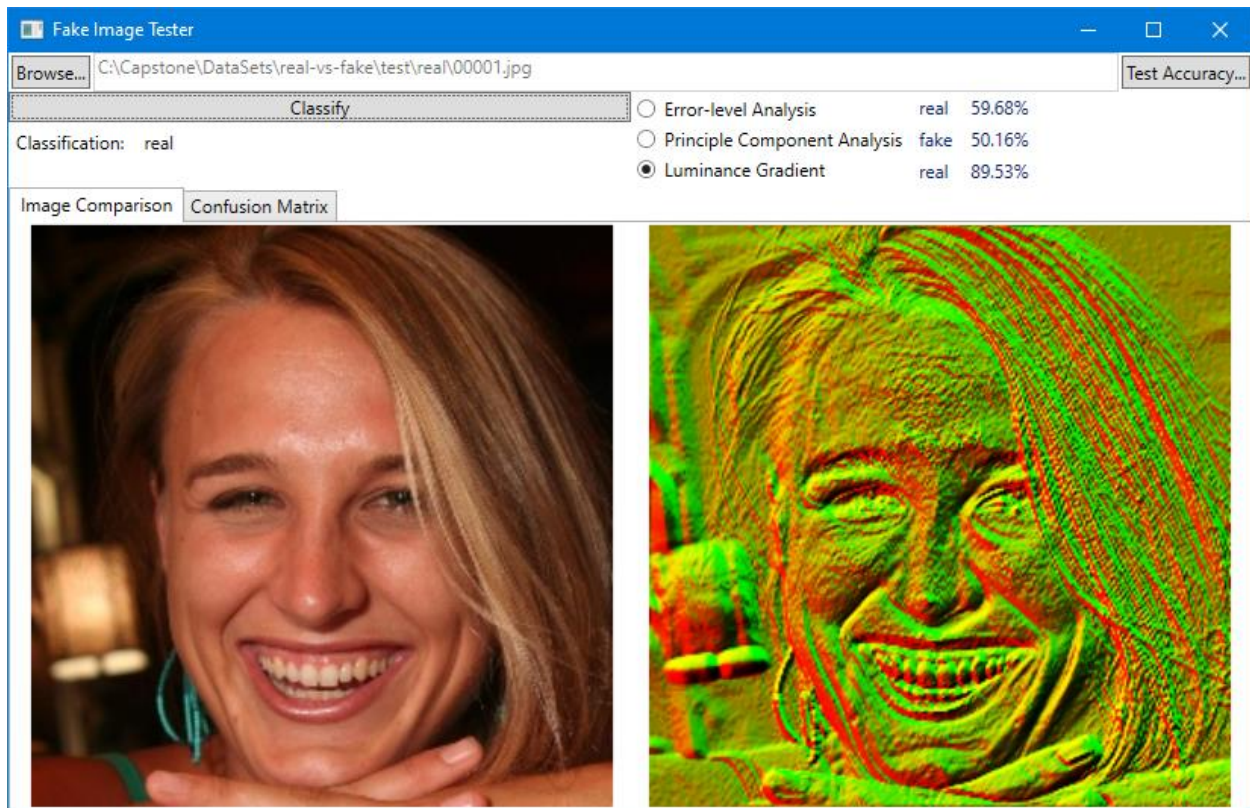 Fake Image Tester
Browse... C:\Capstone\DataSets\real-vs-fake\test\real\00001.jpg Test Accuracy...
Classify
Classification: real
Error-level Analysis real 59.68%
Principle Component Analysis fake 50.16%
Luminance Gradient real 89.53%
Image Comparison Confusion Matrix